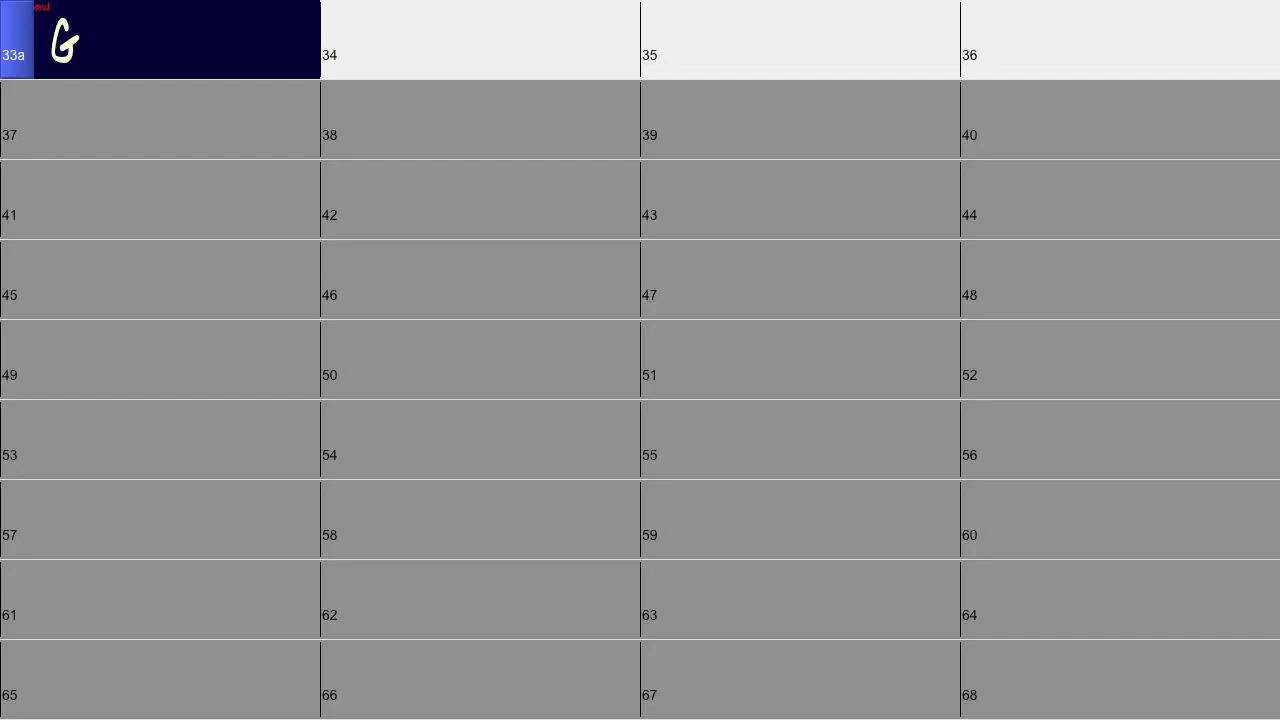 33a G 34 35 36
37 38 39 40
41 42 43 44
45 46 47 48
49 50 51 52
53 54 55 56
57 58 59 60
61 62 63 64
65 66 67 68